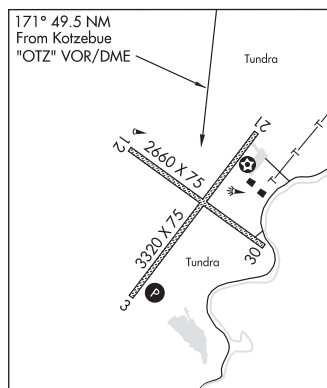 171° 49.5 NM
From Kotzebue
"OTZ" VOR/DME
Tundra
21
12
2660 X 75
T
T
T
3320 X 75
Tundra
30
3
P